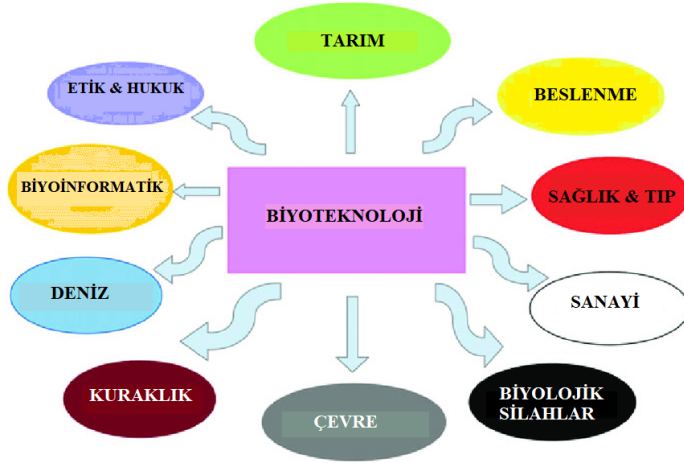 TARIM
ETİK & HUKUK
BESLENME
BİYOİNFORMATİK
BİYOTEKNOLOJİ
SAĞLIK & TIP
DENİZ
SANAYİ
KURAKLIK
ÇEVRE
BİYOLOJİK
SİLAHLAR